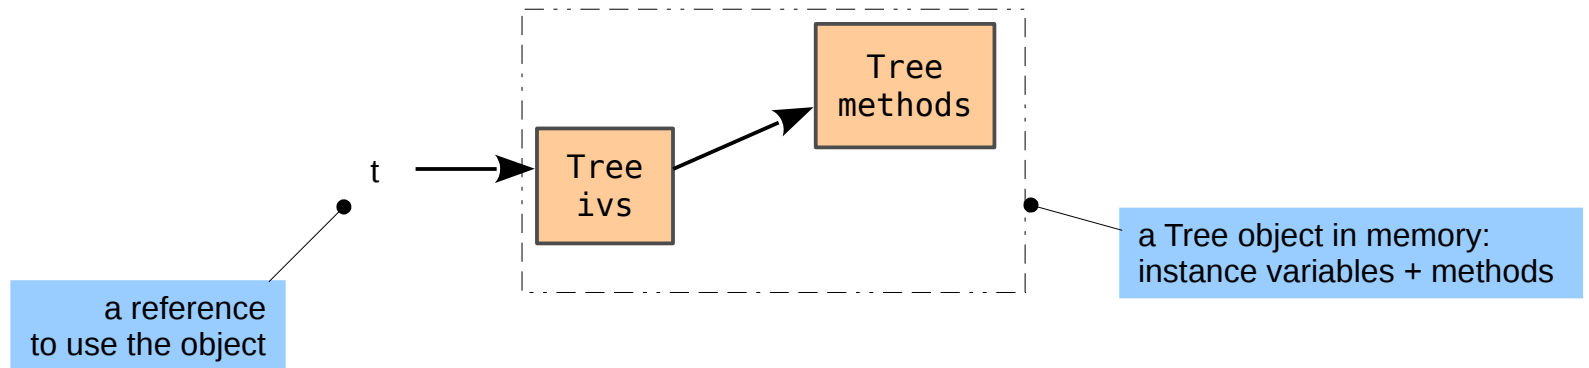 Tree
methods
Tree
ivs
t
a Tree object in memory:
instance variables + methods
a reference
to use the object